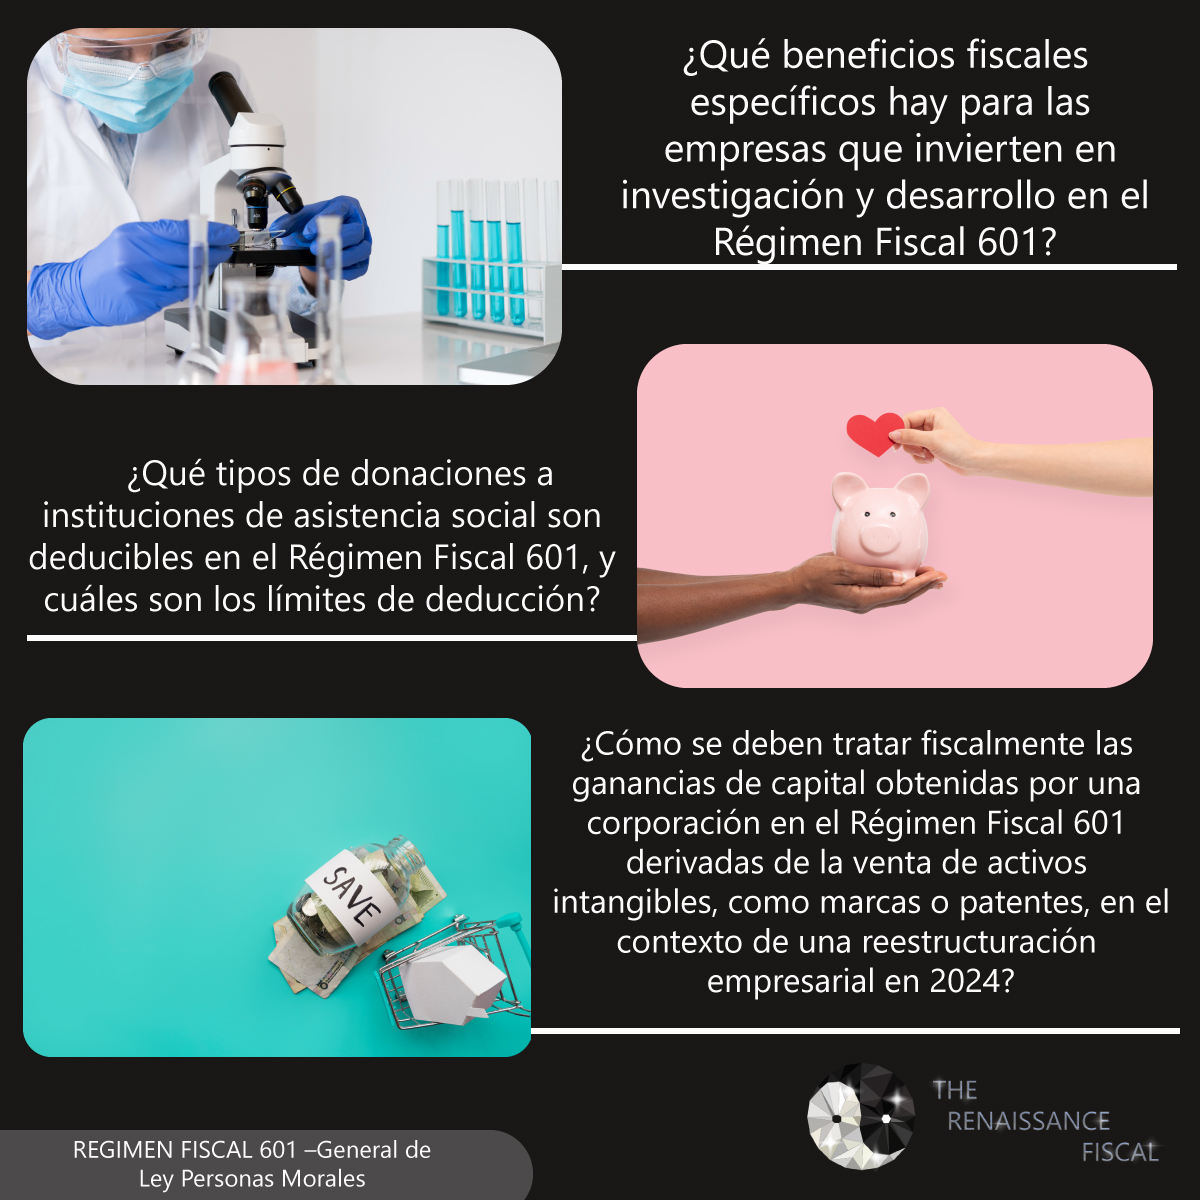 ¿Qué beneficios fiscales
específicos hay para las
empresas que invierten en
investigación y desarrollo en el
Régimen Fiscal 601?
¿Qué tipos de donaciones a
instituciones de asistencia social son
deducibles en el Régimen Fiscal 601, y
cuáles son los límites de deducción?
SAVE
¿Cómo se deben tratar fiscalmente las
ganancias de capital obtenidas por una
corporación en el Régimen Fiscal 601
derivadas de la venta de activos
intangibles, como marcas o patentes, en el
contexto de una reestructuración
empresarial en 2024?
THE
RENAISSANCE
FISCAL
REGIMEN FISCAL 601 –General de
Ley Personas Morales